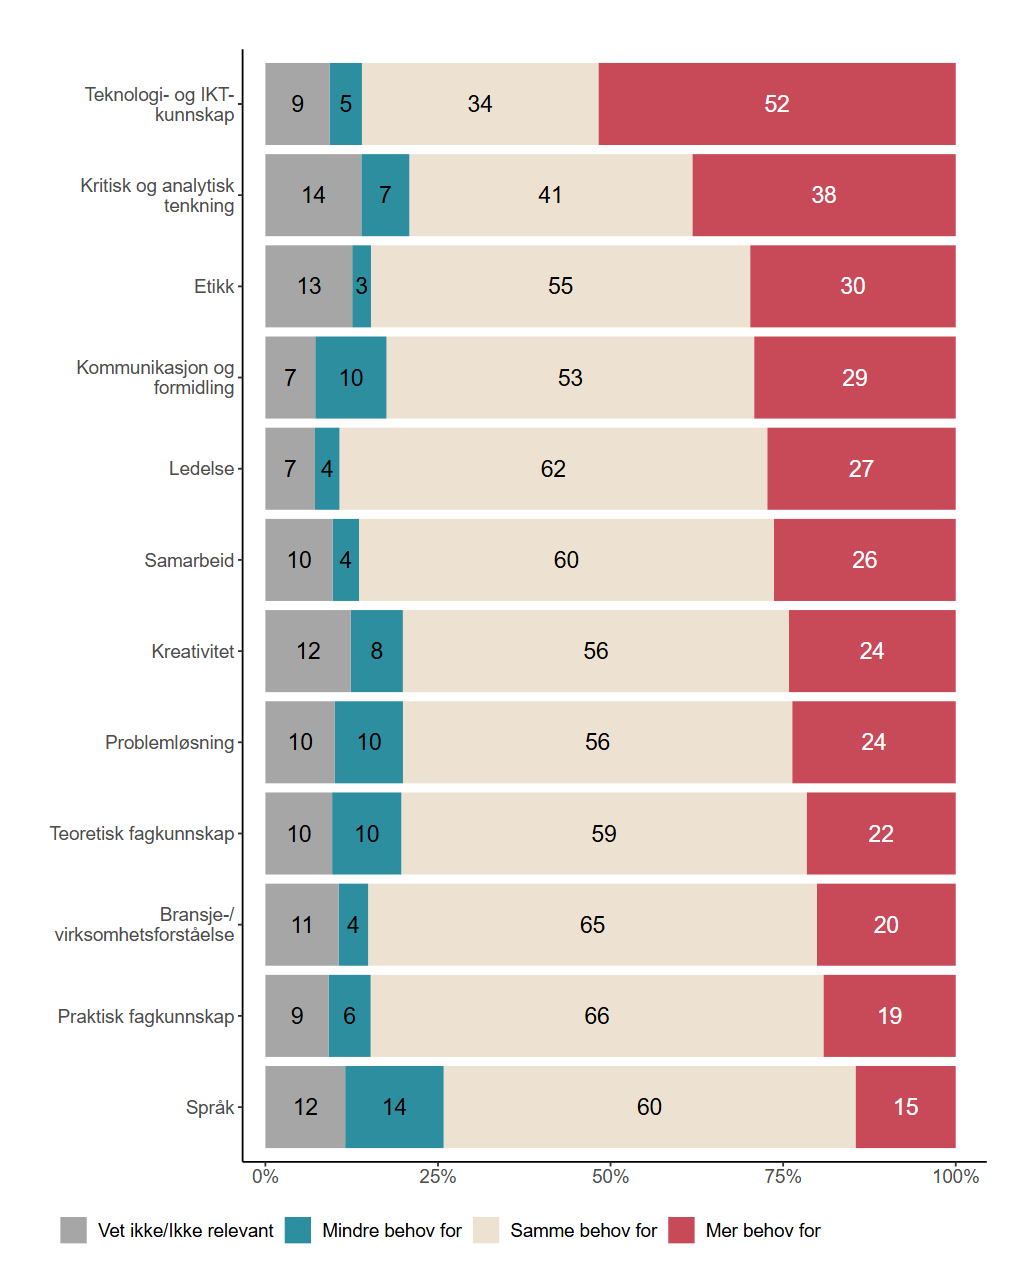 Teknologi- og IKT-
kunnskap
9 5 34 52
Kritisk og analytisk
tenkning
14 7 41 38
Etikk 13 3 55 30
Kommunikasjon og
formidling
7 10 53 29
Ledelse 7 4 62 27
Samarbeid 10 4 60 26
Kreativitet 12 8 56 24
Problemløsning 10 10 56 24
Teoretisk fagkunnskap 10 10 59 22
Bransje-/
virksomhetsforståelse
11 4 65 20
Praktisk fagkunnskap 9 6 66 19
Språk 12 14 60 15
0% 25% 50% 75% 100%
Vet ikke/Ikke relevant Mindre behov for Samme behov for Mer behov for